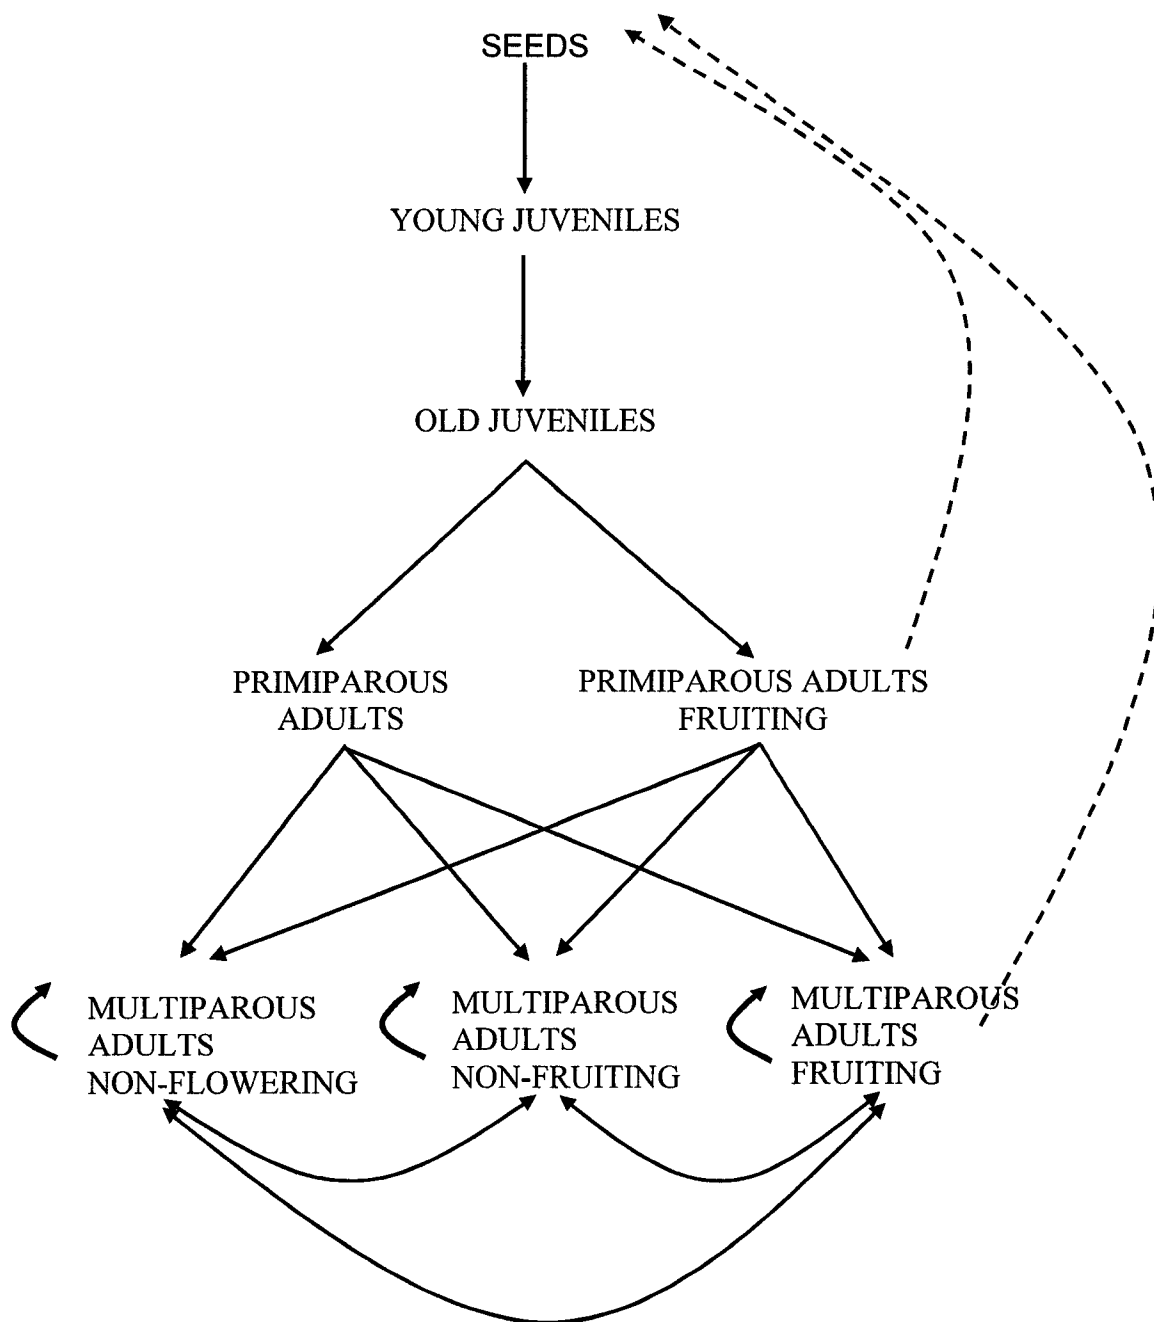 SEEDS
YOUNG JUVENILES
OLD JUVENILES
PRIMIPAROUS
ADULTS
PRIMIPAROUS ADULTS
FRUITING
MULTIPAROUS
ADULTS
NON-FLOWERING
MULTIPAROUS
ADULTS
NON-FRUITING
MULTIPAROUS
ADULTS
FRUITING